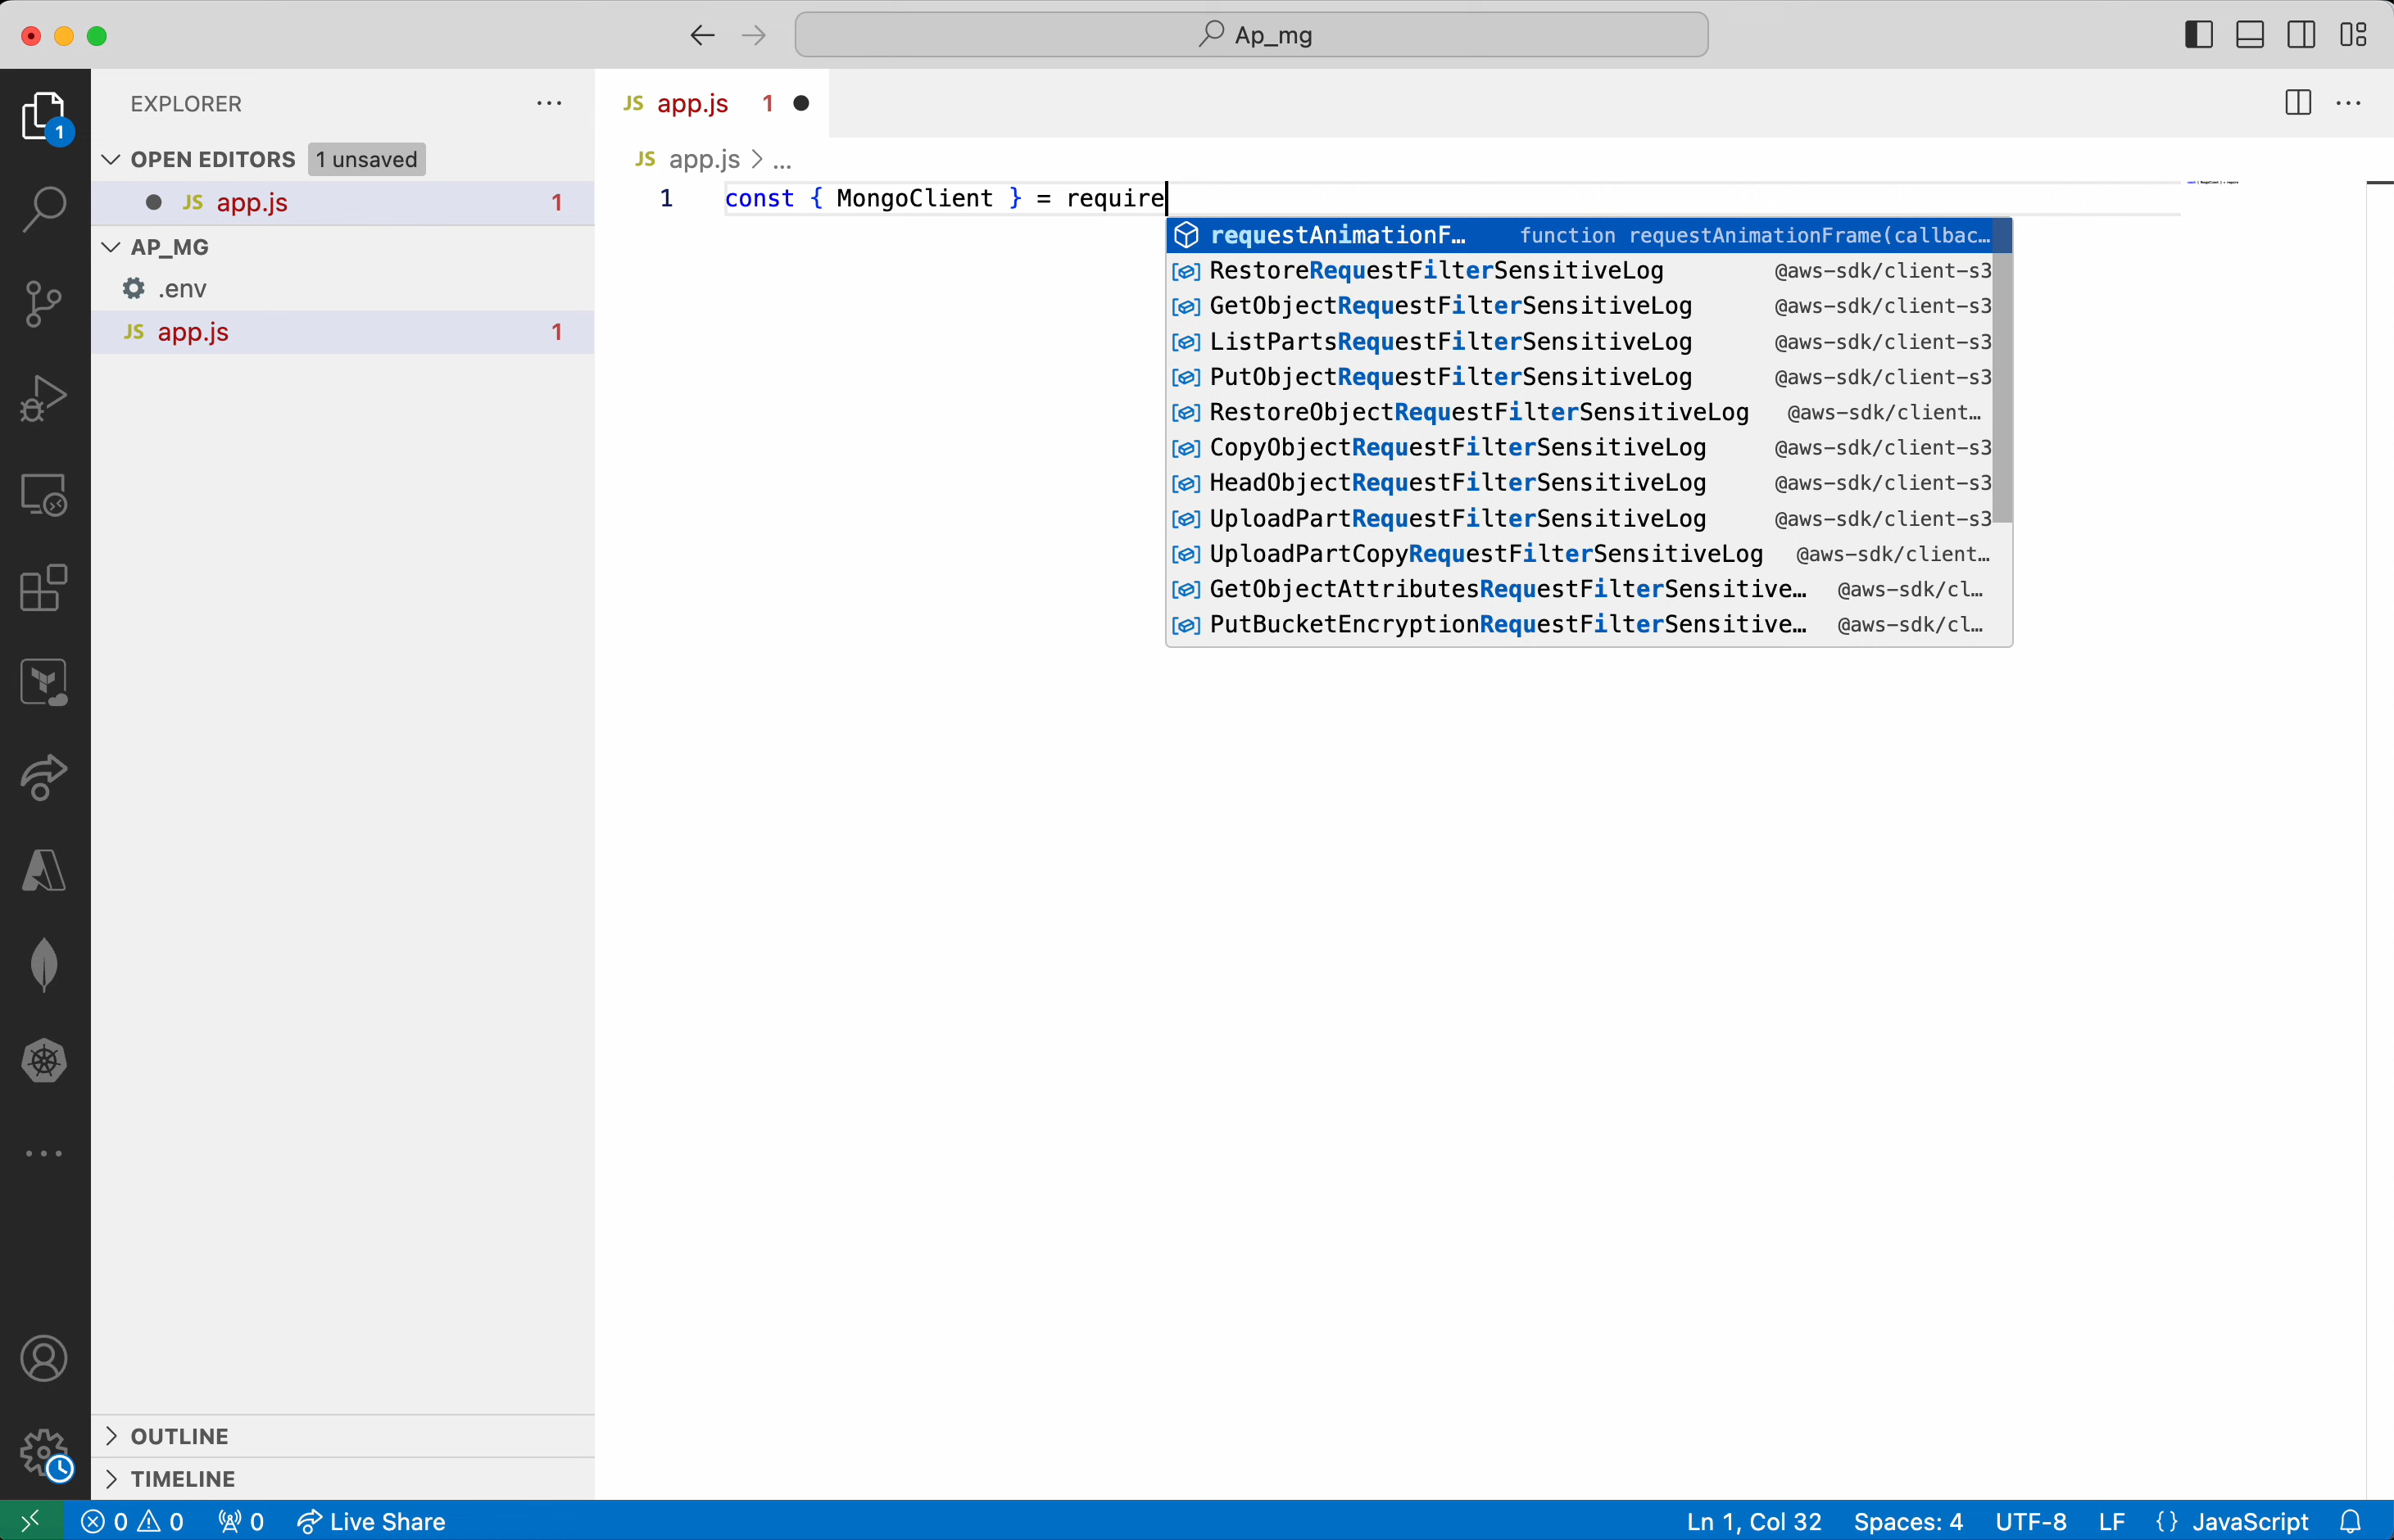 Ap_mg
EXPLORER
JS app.js 1
1
OPEN EDITORS 1 unsaved
JS app.js 1
AP_MG
.env
JS app.js 1
JS app.js > ...
1 const { MongoClient } = require
requestAnimationF… function requestAnimationFrame(callbac…
RestoreRequestFilterSensitiveLog @aws-sdk/client-s3
GetObjectRequestFilterSensitiveLog @aws-sdk/client-s3
ListPartsRequestFilterSensitiveLog @aws-sdk/client-s3
PutObjectRequestFilterSensitiveLog @aws-sdk/client-s3
RestoreObjectRequestFilterSensitiveLog @aws-sdk/client…
CopyObjectRequestFilterSensitiveLog @aws-sdk/client-s3
HeadObjectRequestFilterSensitiveLog @aws-sdk/client-s3
UploadPartRequestFilterSensitiveLog @aws-sdk/client-s3
UploadPartCopyRequestFilterSensitiveLog @aws-sdk/client…
GetObjectAttributesRequestFilterSensitive… @aws-sdk/cl…
PutBucketEncryptionRequestFilterSensitive… @aws-sdk/cl…
const { MongoClient } = require
OUTLINE
TIMELINE
0 0 0 Live Share Ln 1, Col 32 Spaces: 4 UTF-8 LF {} JavaScript